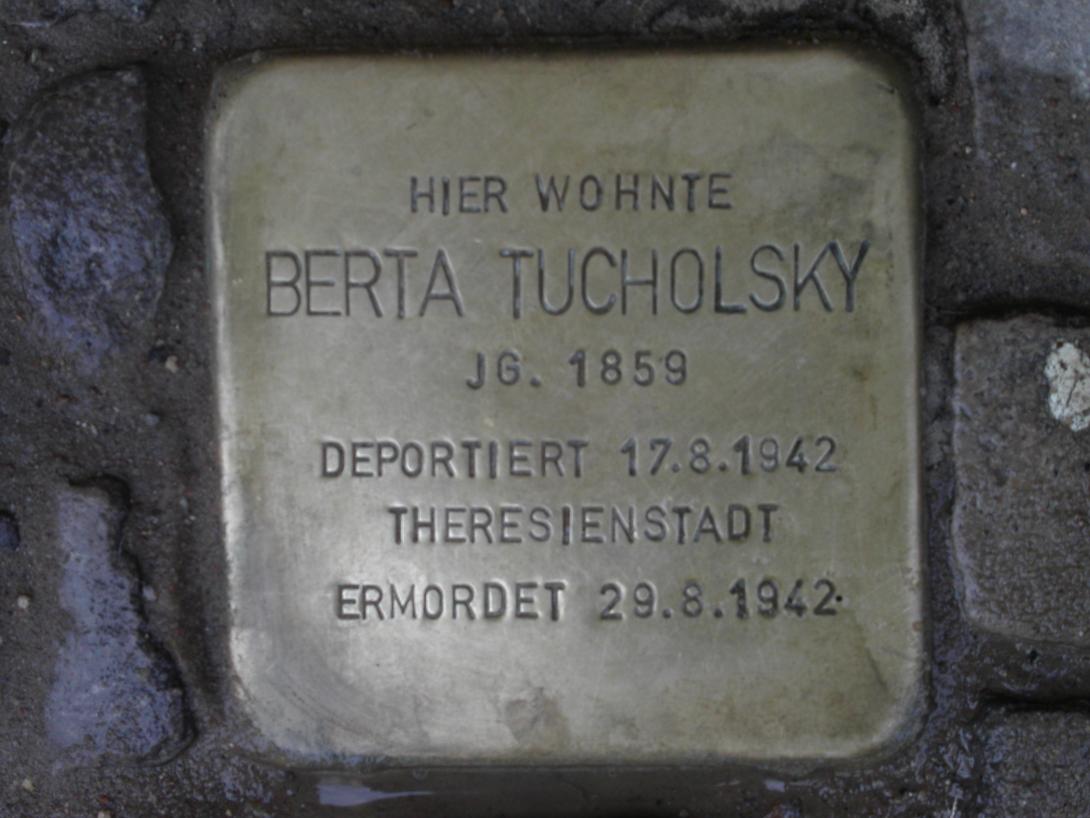 HIER WOHNTE
BERTA TUCHOLSKY
JG. 1859
DEPORTIERT 17.8.1942
THERESIENSTADT
ERMORDET 29.8.1942